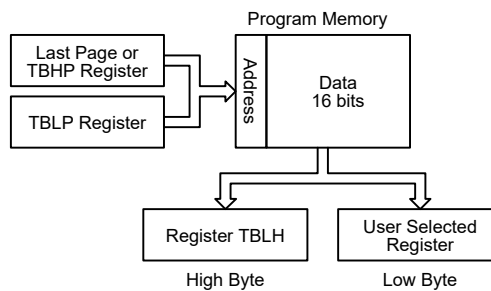 Program Memory
Last Page or
TBHP Register
TBLP Register
Address
Data
16 bits
Register TBLH
User Selected
Register
High Byte
Low Byte